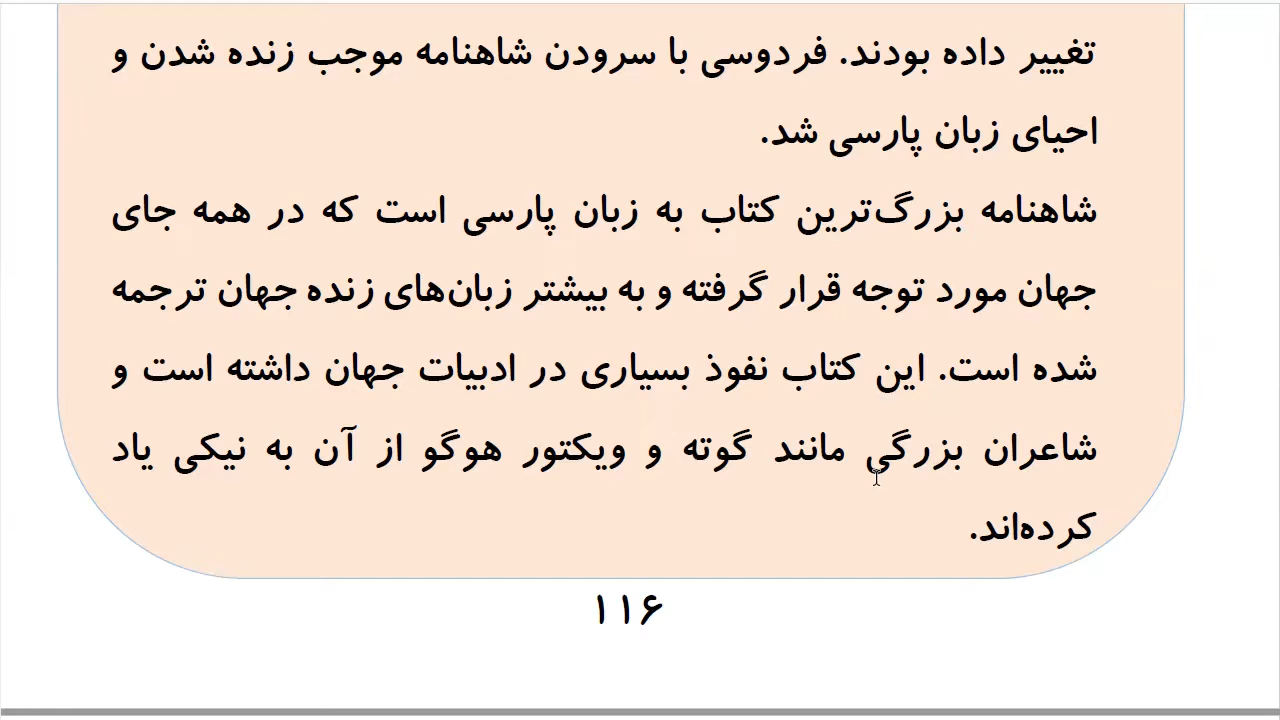 تغییر داده بودند. فردوسی با سرودن شاهنامه موجب زنده شدن و
احیای زبان پارسی شد.
شاهنامه بزرگ‌ترین کتاب به زبان پارسی است که در همه جای
جهان مورد توجه قرار گرفته و به بیشتر زبان‌های زنده جهان ترجمه
شده است. این کتاب نفوذ بسیاری در ادبیات جهان داشته است و
شاعران بزرگی مانند گوته و ویکتور هوگو از آن به نیکی یاد
کرده‌اند.
۱۱۶